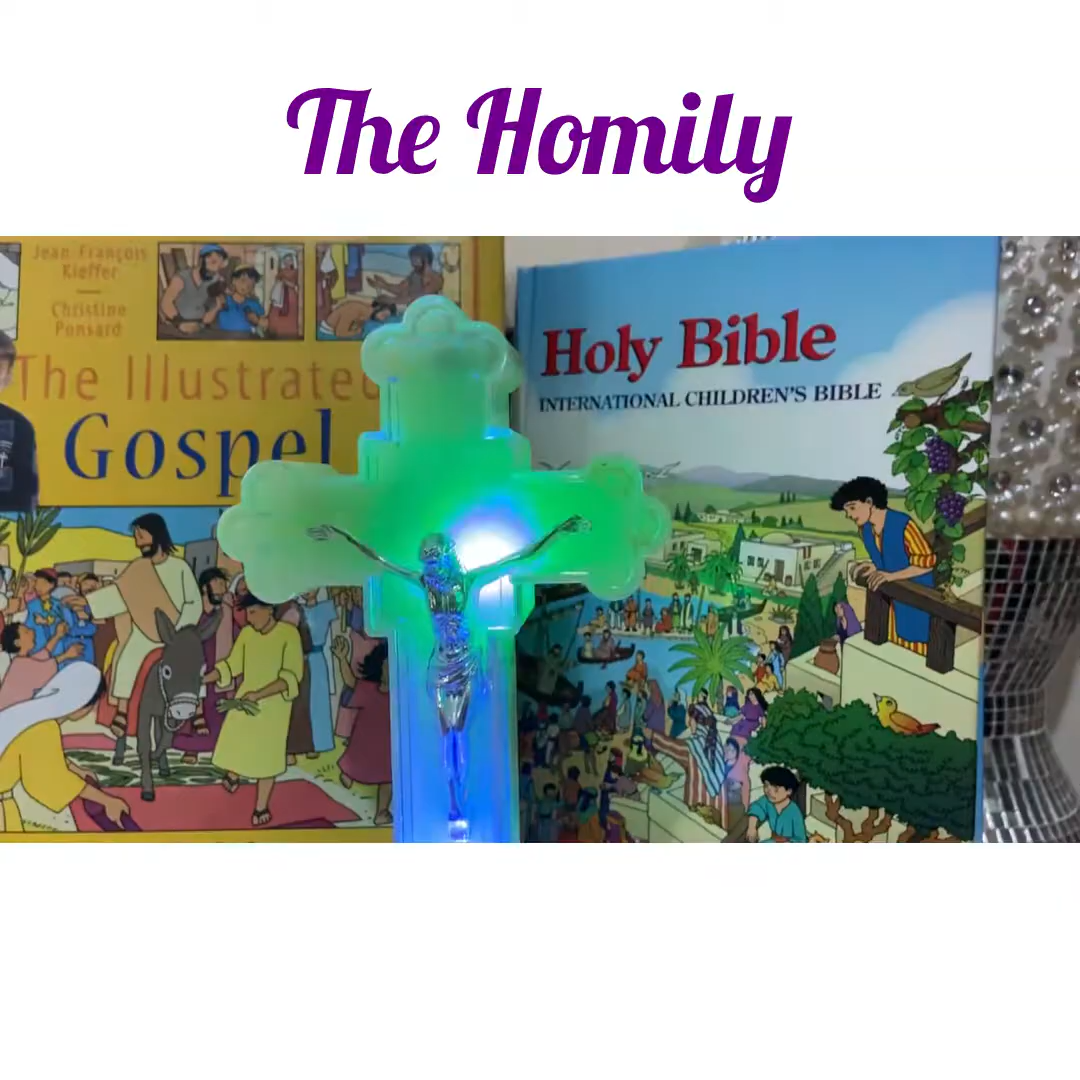 The Homily
Jean-François
Kieffer
Christine
Ponsard
The Illustrated
Gospel
Holy Bible
INTERNATIONAL CHILDREN'S BIBLE